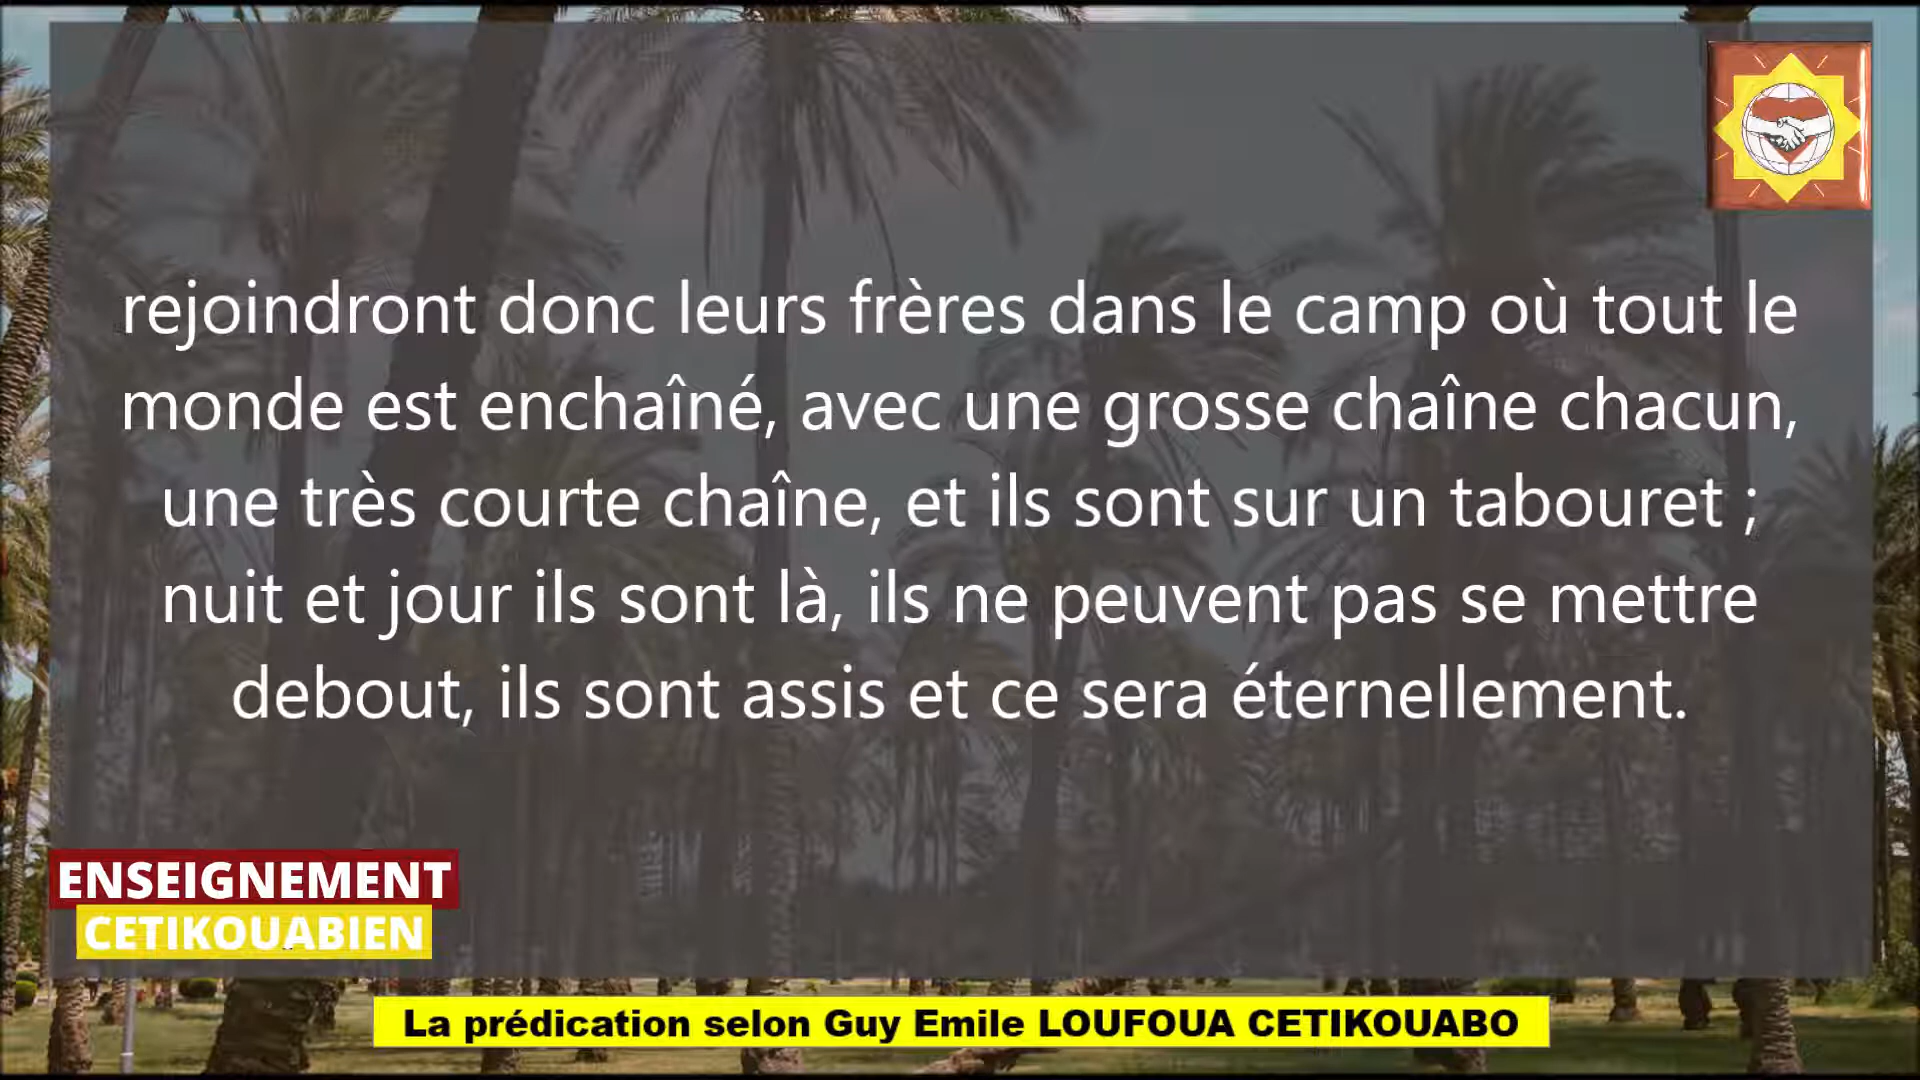 rejoindront donc leurs frères dans le camp où tout le
monde est enchaîné, avec une grosse chaîne chacun,
une très courte chaîne, et ils sont sur un tabouret ;
nuit et jour ils sont là, ils ne peuvent pas se mettre
debout, ils sont assis et ce sera éternellement.
ENSEIGNEMENT
CETIKOUABIEN
La prédication selon Guy Emile LOUFOUA CETIKOUABO